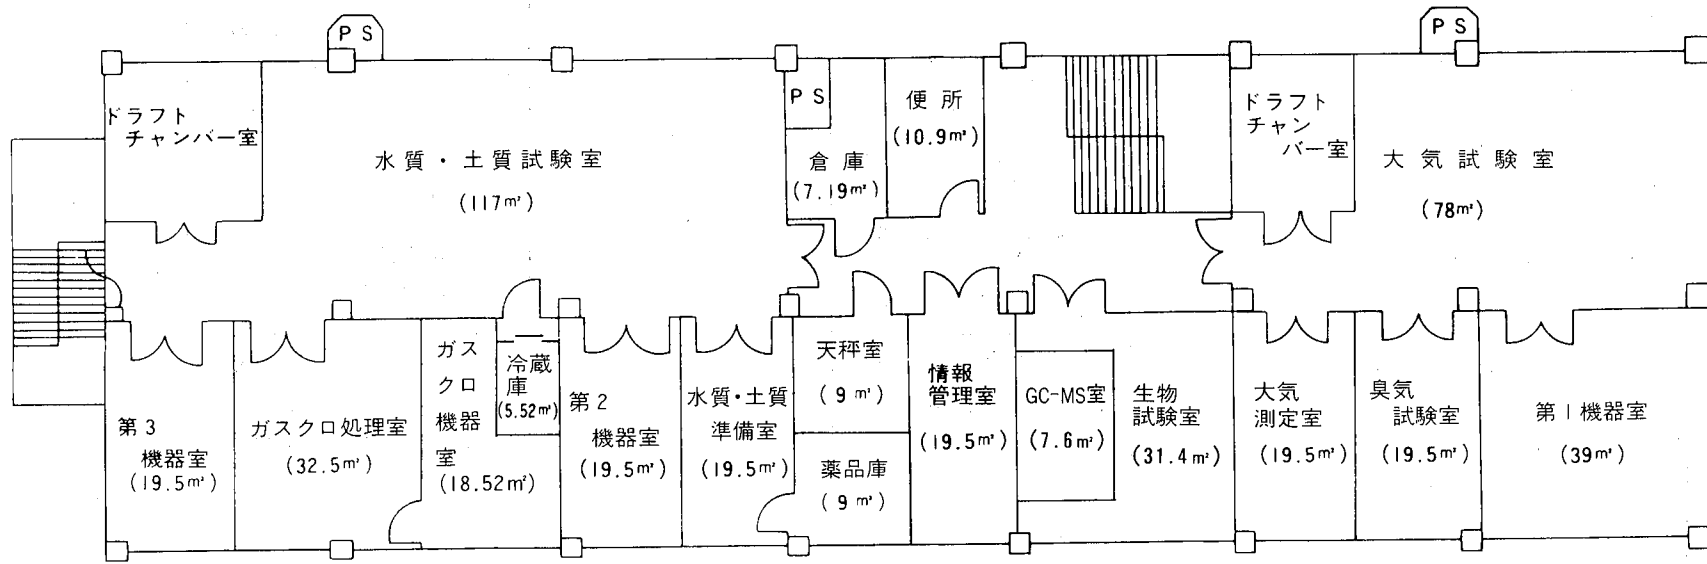 PS
PS
ドラフト
チャンバー室
水質・土質試験室
(117㎡)
PS
倉庫
(7.19㎡)
便所
(10.9㎡)
ドラフト
チャン
バー室
大気試験室
(78㎡)
第3
機器室
(19.5㎡)
ガスクロ処理室
(32.5㎡)
ガス
クロ
機器
室
(18.52㎡)
冷蔵
庫
(5.52㎡)
第2
機器室
(19.5㎡)
水質・土質
準備室
(19.5㎡)
天秤室
(9㎡)
薬品庫
(9㎡)
情報
管理室
(19.5㎡)
GC-MS室
(7.6㎡)
生物
試験室
(31.4㎡)
大気
測定室
(19.5㎡)
臭気
試験室
(19.5㎡)
第1機器室
(39㎡)